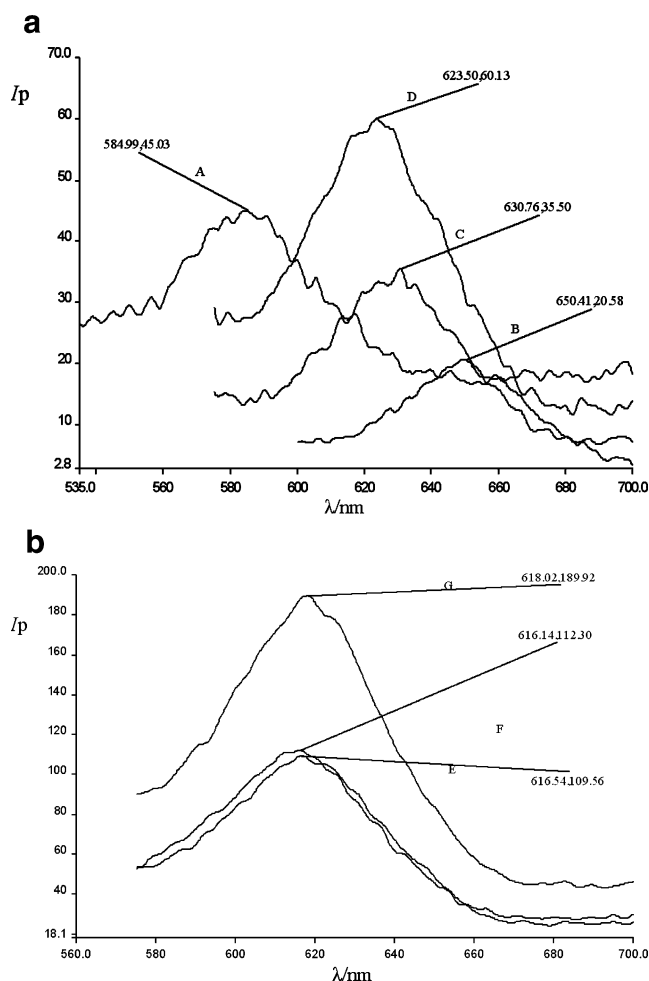 a
70.0
Ip
60
50
40
30
20
10
2.8
535.0 560 580 600 620 640 660 680 700.0
λ/nm
584.99,45.03
A
623.50,60.13
D
630.76,35.50
C
650.41,20.58
B
b
200.0
Ip
180
160
140
120
100
80
60
40
18.1
560.0 580 600 620 640 660 680 700.0
λ/nm
618.02,189.92
G
616.14,112.30
F
E
616.54,109.56